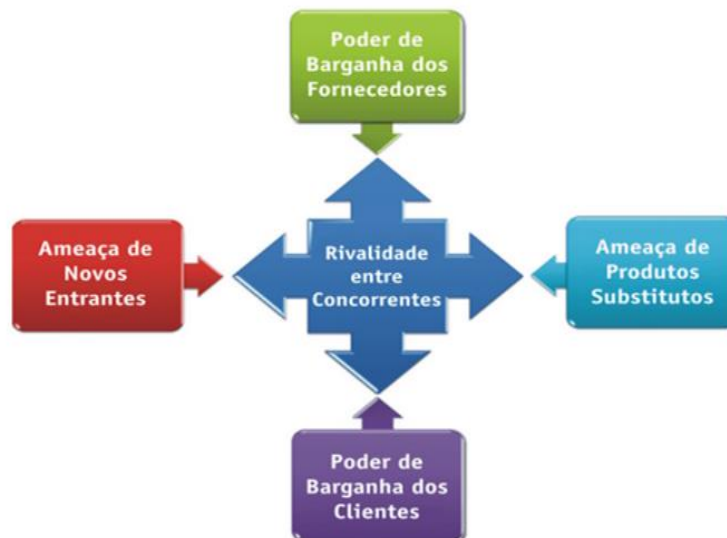 Poder de
Barganha dos
Fornecedores
Ameaça de
Novos
Entrantes
Rivalidade
entre
Concorrentes
Ameaça de
Produtos
Substitutos
Poder de
Barganha dos
Clientes